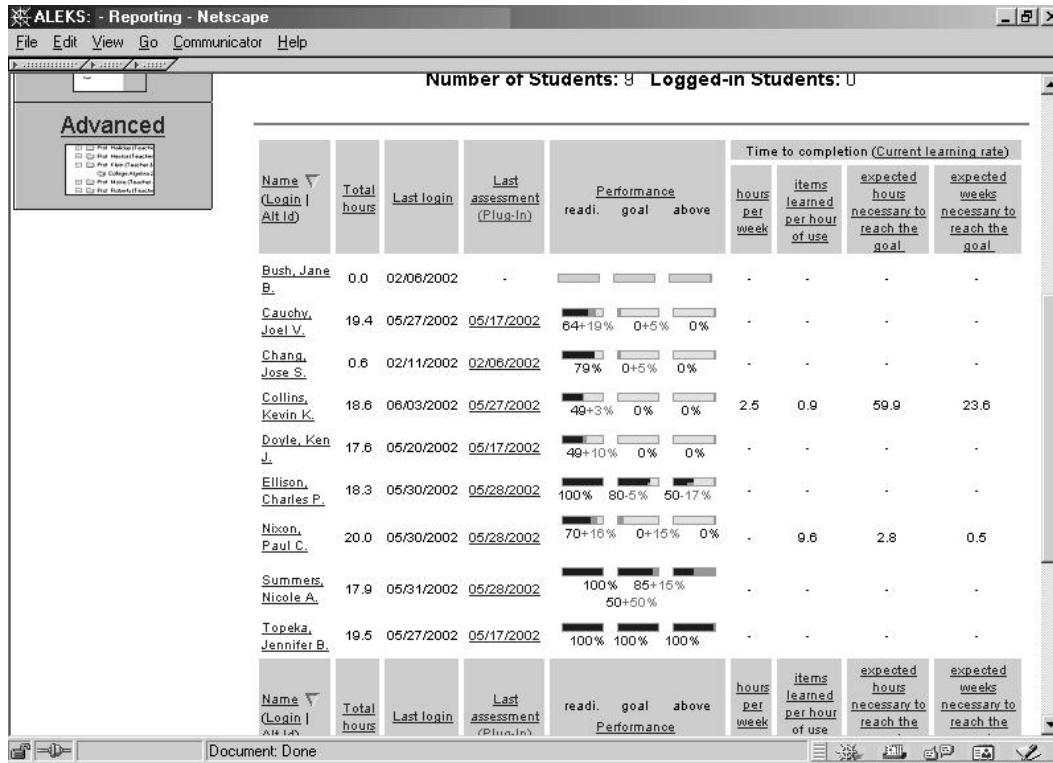 ALEKS: - Reporting - Netscape
File Edit View Go Communicator Help
Number of Students: 9 Logged-in Students: 0
Advanced
Time to completion (Current learning rate)
Name (Login | Alt Id) Total hours Last login Last assessment (Plug-In) Performance readi. goal above hours per week items learned per hour of use expected hours necessary to reach the goal expected weeks necessary to reach the goal
Bush, Jane B. 0.0 02/06/2002 - - - - -
Cauchy, Joel V. 19.4 05/27/2002 05/17/2002 64+19% 0+5% 0% - - - -
Chang, Jose S. 0.6 02/11/2002 02/06/2002 79% 0+5% 0% - - - -
Collins, Kevin K. 18.6 06/03/2002 05/27/2002 49+3% 0% 0% 2.5 0.9 59.9 23.6
Doyle, Ken J. 17.6 05/20/2002 05/17/2002 49+10% 0% 0% - - - -
Ellison, Charles P. 18.3 05/30/2002 05/28/2002 100% 80-5% 50-17% - - - -
Nixon, Paul C. 20.0 05/30/2002 05/28/2002 70+16% 0+15% 0% - 9.6 2.8 0.5
Summers, Nicole A. 17.9 05/31/2002 05/28/2002 100% 85+15% 50+50% - - - -
Topeka, Jennifer B. 19.5 05/27/2002 05/17/2002 100% 100% 100% - - - -
Name (Login | Alt Id) Total hours Last login Last assessment (Plug-In) readi. goal above Performance hours per week items learned per hour of use expected hours necessary to reach the expected weeks necessary to reach the
Document: Done